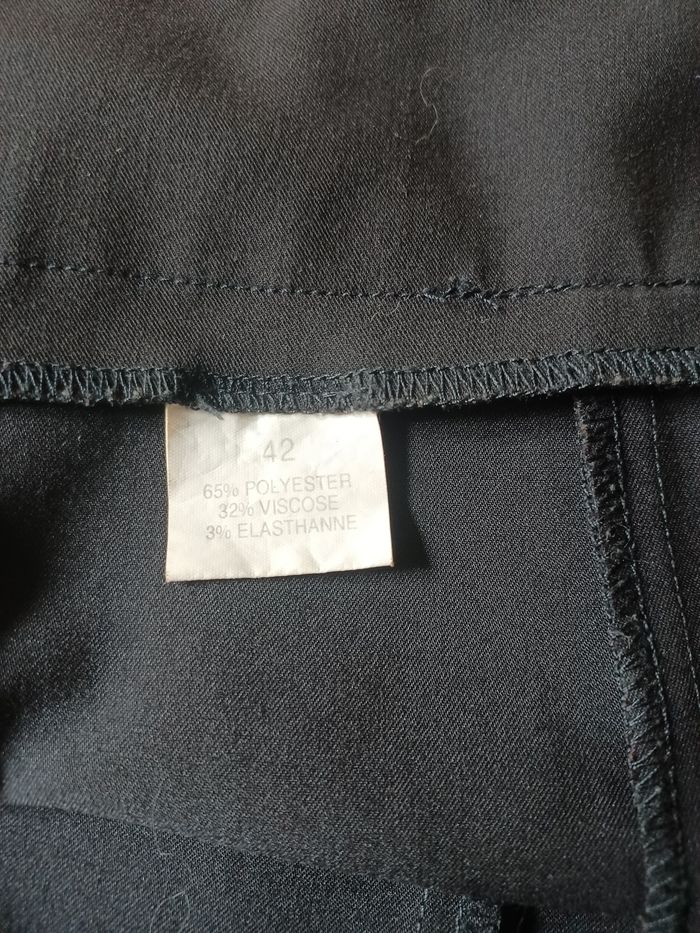 42
65% POLYESTER
32% VISCOSE
3% ELASTHANNE